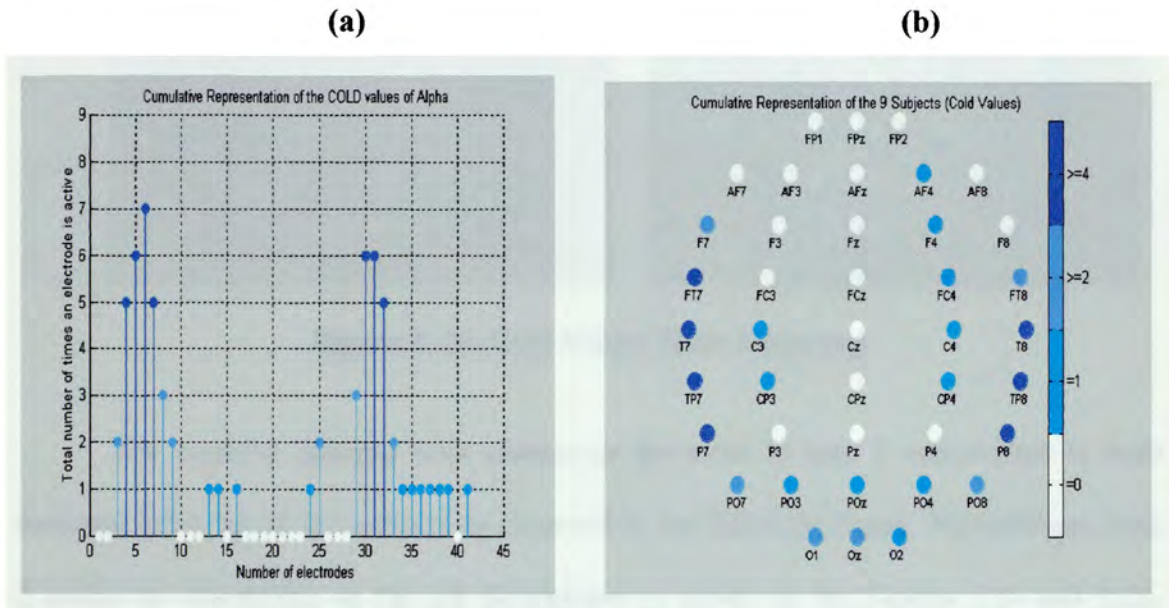 (a)
(b)
Cumulative Representation of the COLD values of Alpha
9
8
7
6
5
4
3
2
1
0
Total number of times an electrode is active
0 5 10 15 20 25 30 35 40 45
Number of electrodes
Cumulative Representation of the 9 Subjects (Cold Values)
FP1 FPz FP2
AF7 AF3 AFz AF4 AF8
F7 F3 Fz F4 F8
FT7 FC3 FCz FC4 FT8
T7 C3 Cz C4 T8
TP7 CP3 CPz CP4 TP8
P7 P3 Pz P4 P8
PO7 PO3 POz PO4 PO8
O1 Oz O2
>=4
>=2
=1
=0